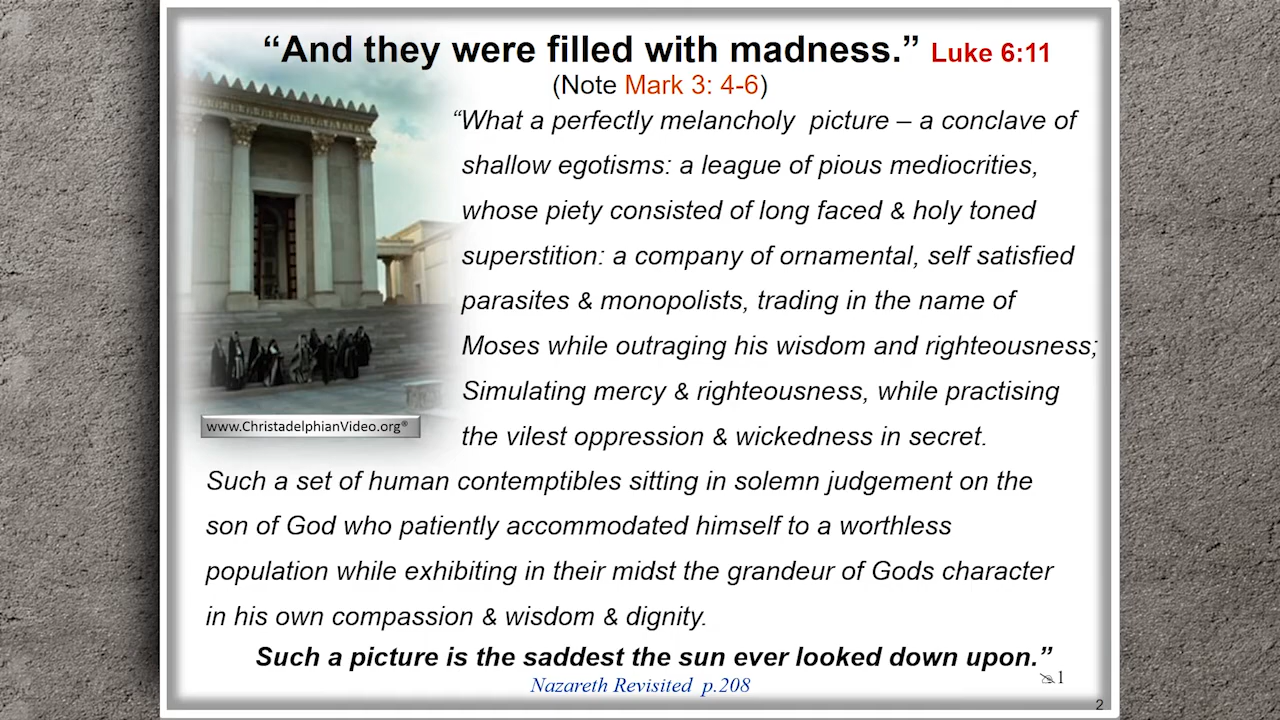 “And they were filled with madness.” Luke 6:11
(Note Mark 3: 4-6)
“What a perfectly melancholy picture – a conclave of
shallow egotisms: a league of pious mediocrities,
whose piety consisted of long faced & holy toned
superstition: a company of ornamental, self satisfied
parasites & monopolists, trading in the name of
Moses while outraging his wisdom and righteousness;
Simulating mercy & righteousness, while practising
the vilest oppression & wickedness in secret.
www.ChristadelphianVideo.org®
Such a set of human contemptibles sitting in solemn judgement on the
son of God who patiently accommodated himself to a worthless
population while exhibiting in their midst the grandeur of Gods character
in his own compassion & wisdom & dignity.
Such a picture is the saddest the sun ever looked down upon.”
Nazareth Revisited p.208
✎1
2